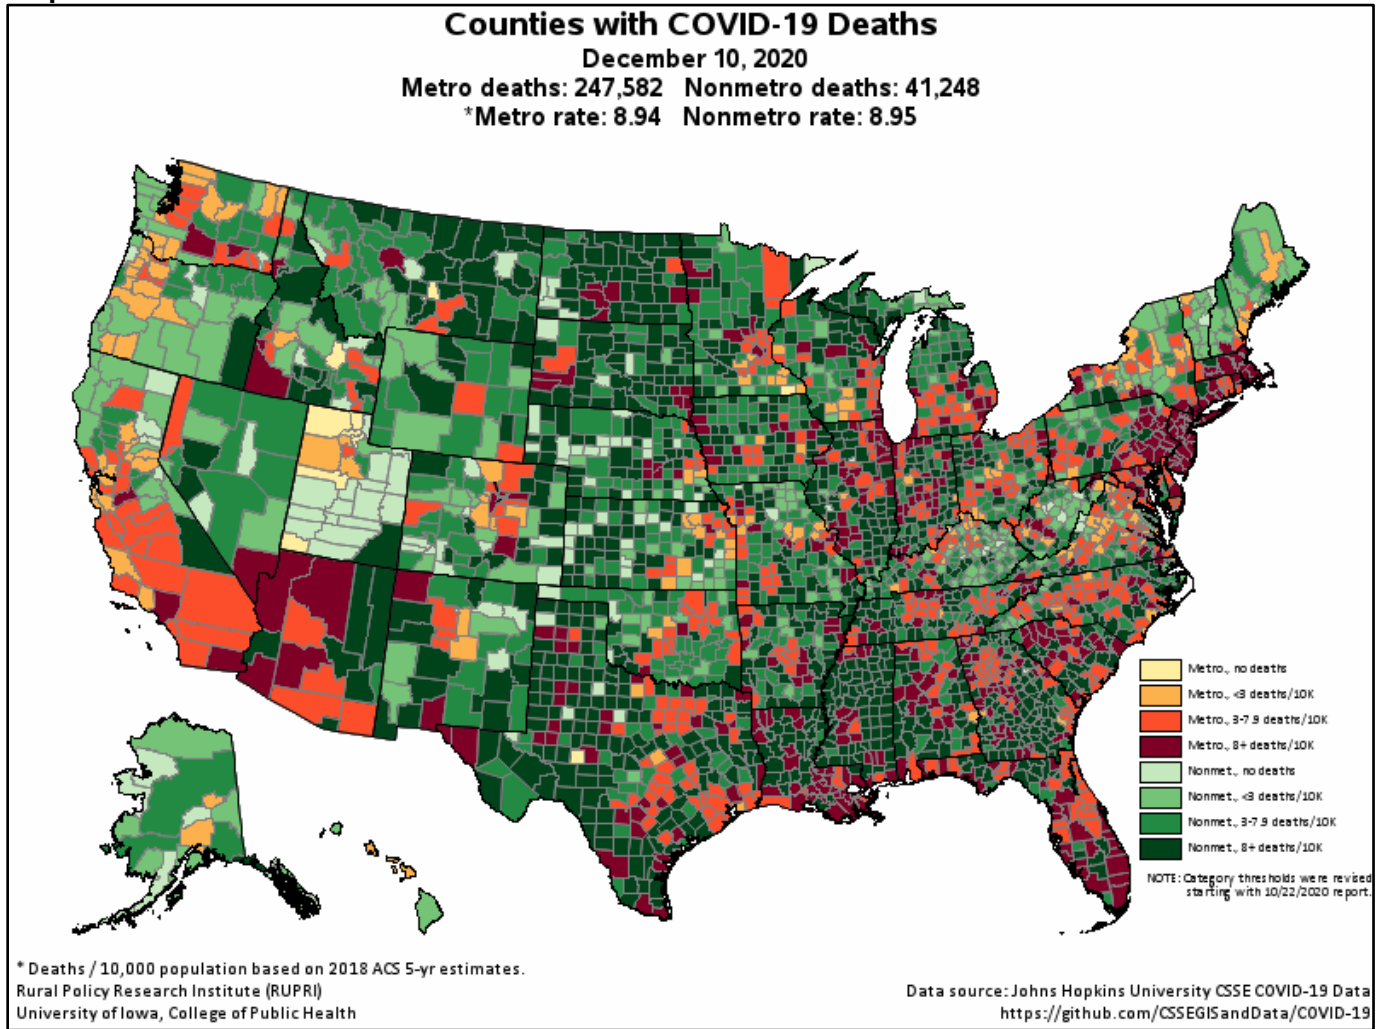 Counties with COVID-19 Deaths
December 10, 2020
Metro deaths: 247,582 Nonmetro deaths: 41,248
*Metro rate: 8.94 Nonmetro rate: 8.95
Metro., no deaths
Metro., <3 deaths/10K
Metro., 3-7.9 deaths/10K
Metro., 8+ deaths/10K
Nonmet., no deaths
Nonmet., <3 deaths/10K
Nonmet., 3-7.9 deaths/10K
Nonmet., 8+ deaths/10K
NOTE: Category thresholds were revised
starting with 10/22/2020 report.
* Deaths / 10,000 population based on 2018 ACS 5-yr estimates.
Rural Policy Research Institute (RUPRI)
University of Iowa, College of Public Health
Data source: Johns Hopkins University CSSE COVID-19 Data
https://github.com/CSSEGISandData/COVID-19